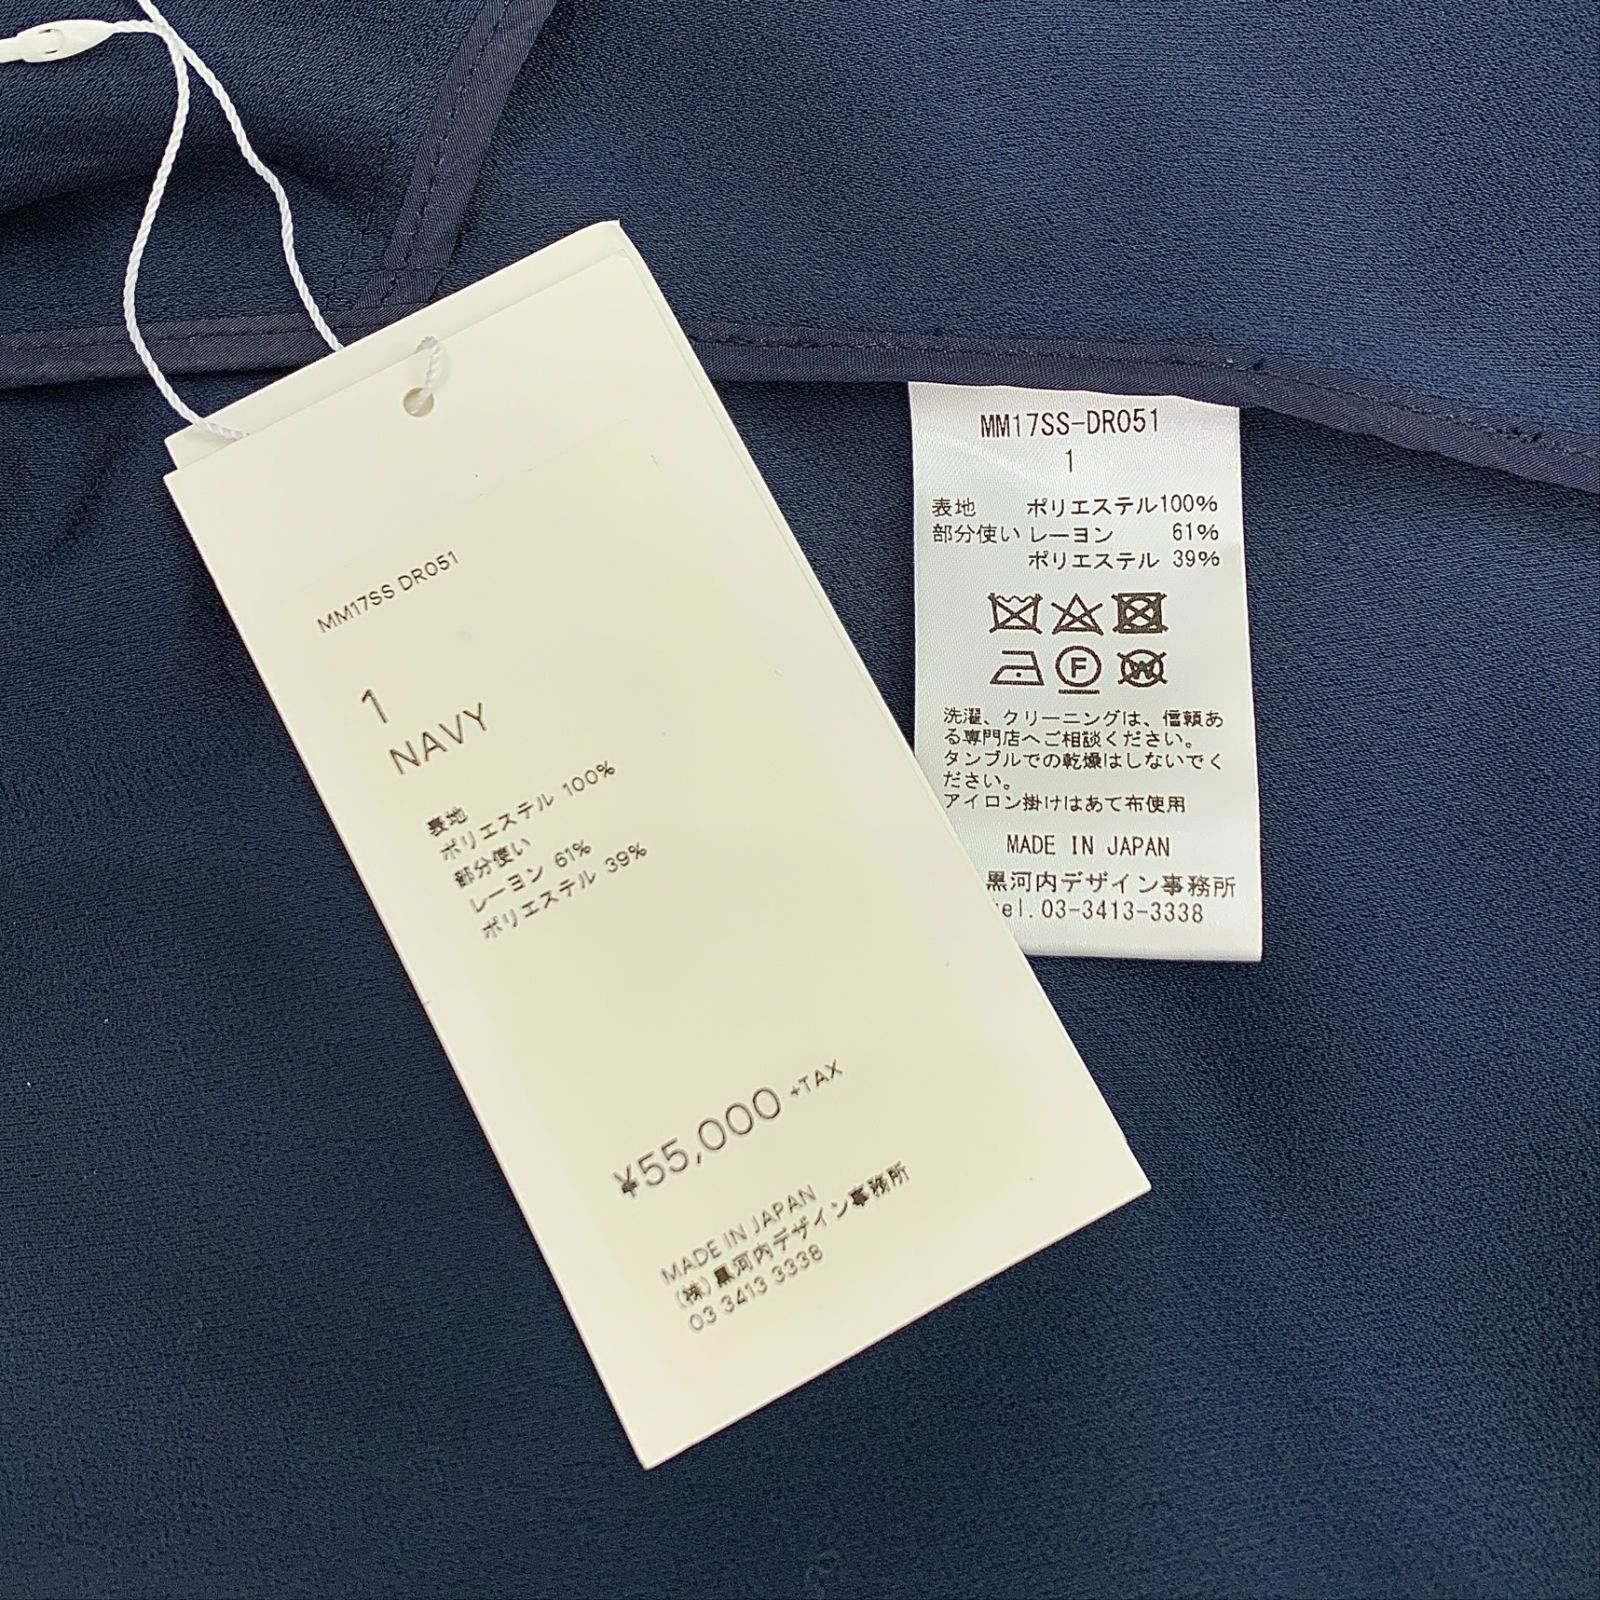 MM17SS DR051
1
NAVY
表地
ポリエステル 100%
部分使い
レーヨン 61%
ポリエステル 39%
¥55,000 +TAX
MADE IN JAPAN
(株)黒河内デザイン事務所
03 3413 3338
MM17SS-DR051
1
表地 ポリエステル100%
部分使い レーヨン 61%
ポリエステル 39%
F
W
洗濯、クリーニングは、信頼あ
る専門店へご相談ください。
タンブルでの乾燥はしないでく
ださい。
アイロン掛けはあて布使用
MADE IN JAPAN
黒河内デザイン事務所
tel. 03-3413-3338